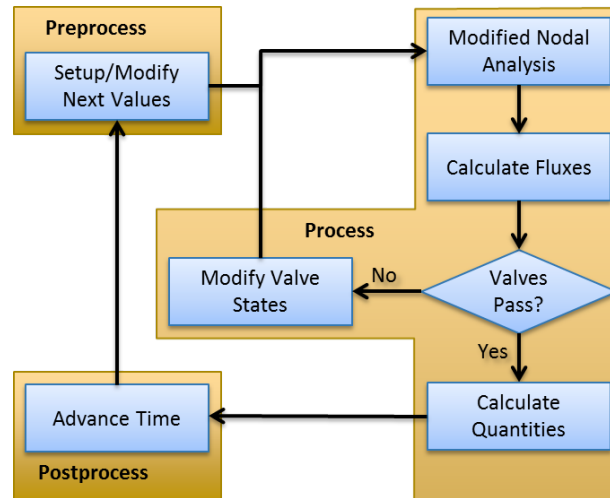 Preprocess
Setup/Modify
Next Values
Modified Nodal
Analysis
Calculate Fluxes
Process
Modify Valve
States
No
Valves
Pass?
Yes
Calculate
Quantities
Advance Time
Postprocess